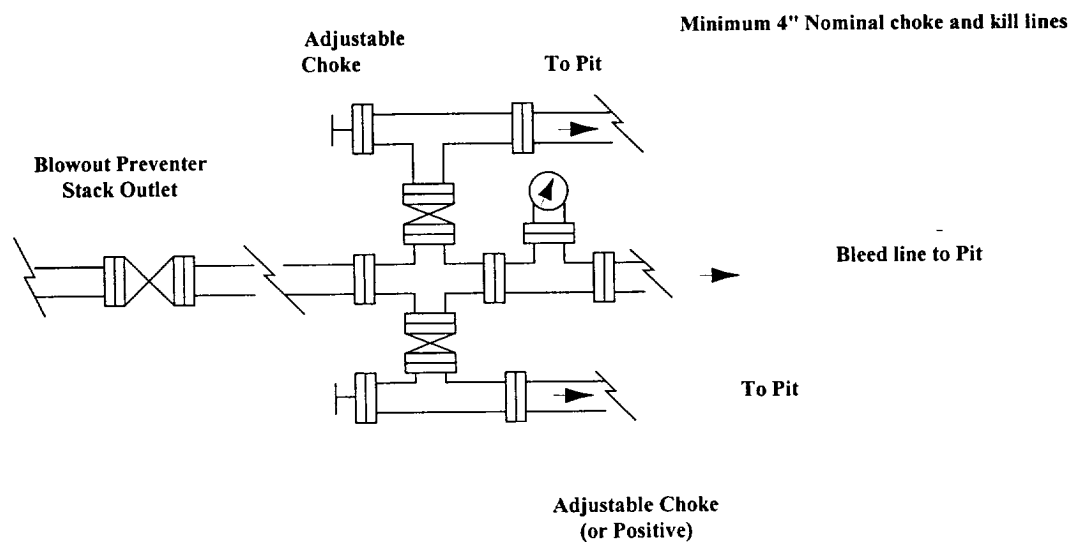 Minimum 4" Nominal choke and kill lines
Adjustable
Choke
To Pit
Blowout Preventer
Stack Outlet
Bleed line to Pit
To Pit
Adjustable Choke
(or Positive)